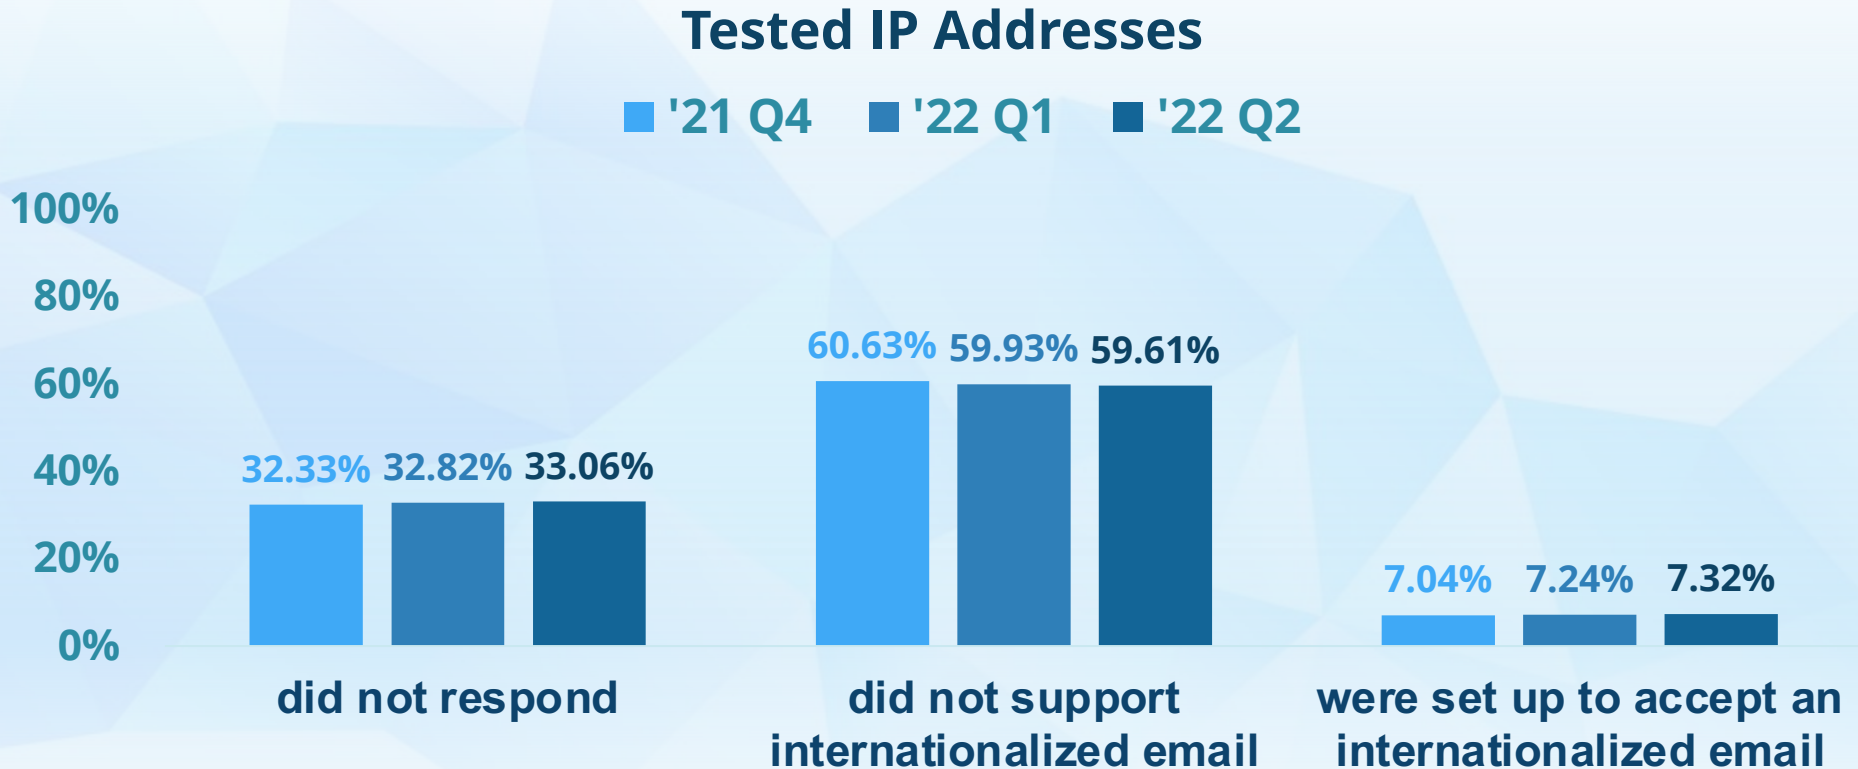 Tested IP Addresses
'21 Q4 '22 Q1 '22 Q2
100%
80%
60%
40%
20%
0%
32.33% 32.82% 33.06%
60.63% 59.93% 59.61%
7.04% 7.24% 7.32%
did not respond
did not support
internationalized email
were set up to accept an
internationalized email